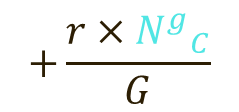 + r × N^g_C / G